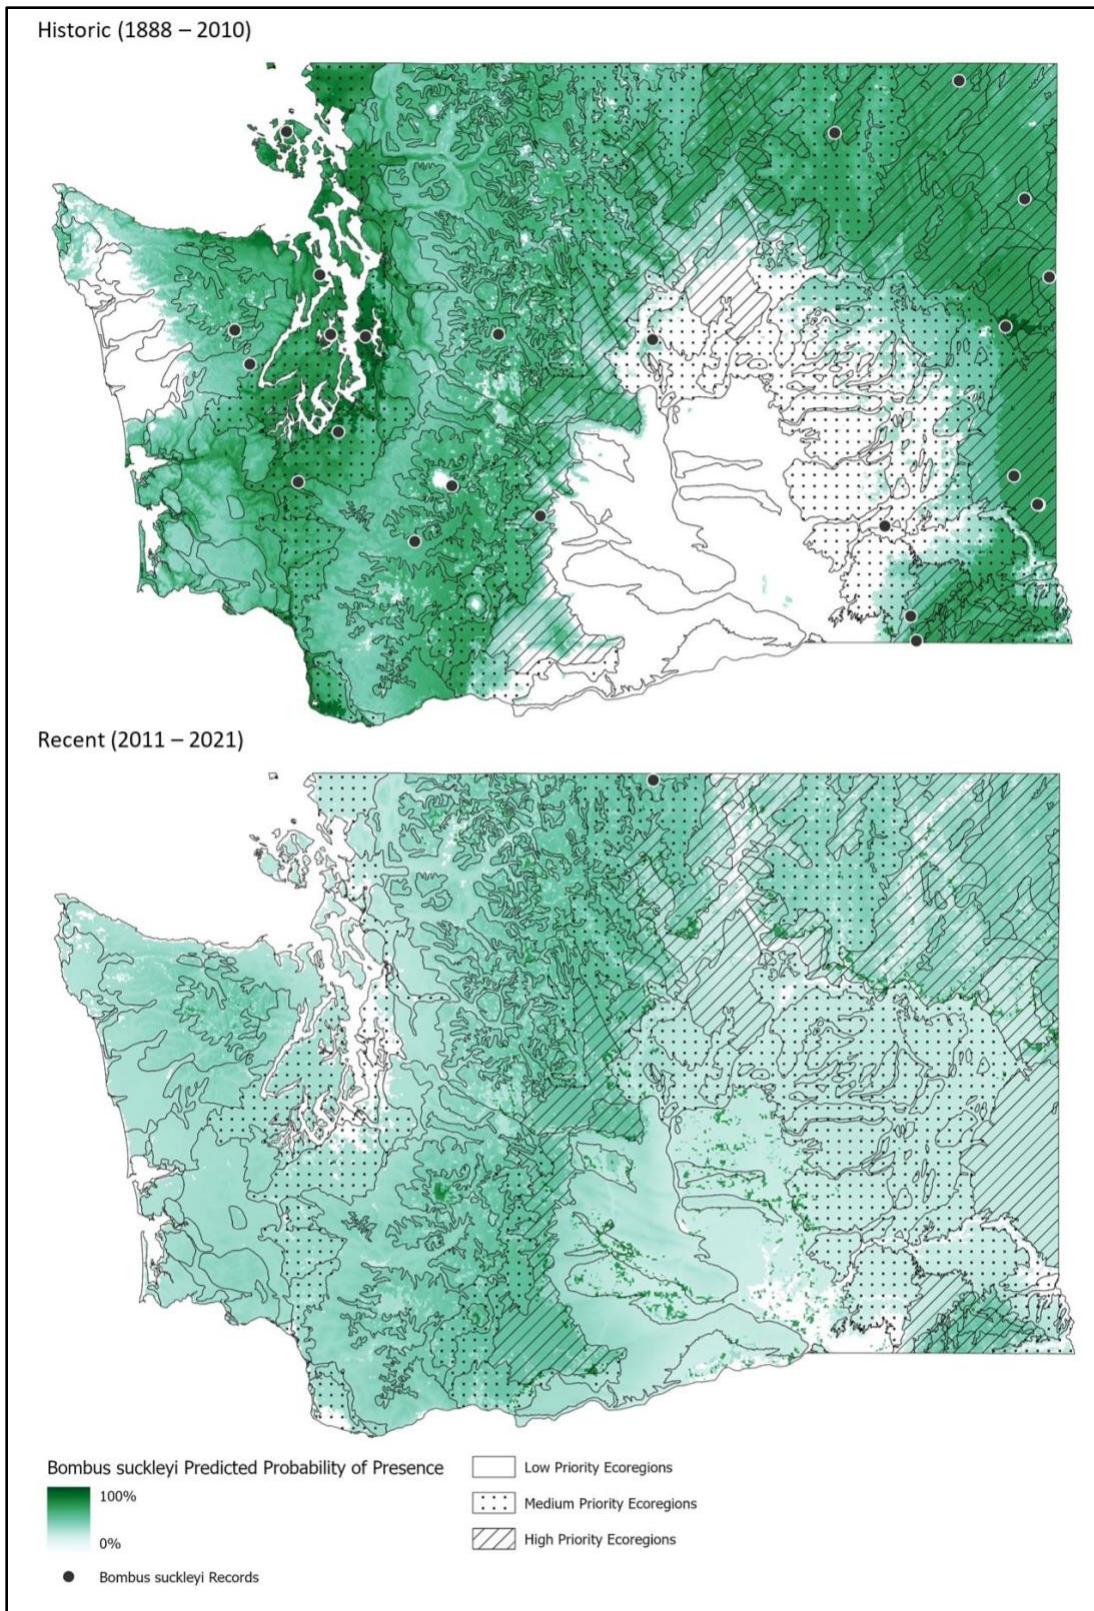 Historic (1888 – 2010)
Recent (2011 – 2021)
Bombus suckleyi Predicted Probability of Presence
100%
0%
Bombus suckleyi Records
Low Priority Ecoregions
Medium Priority Ecoregions
High Priority Ecoregions